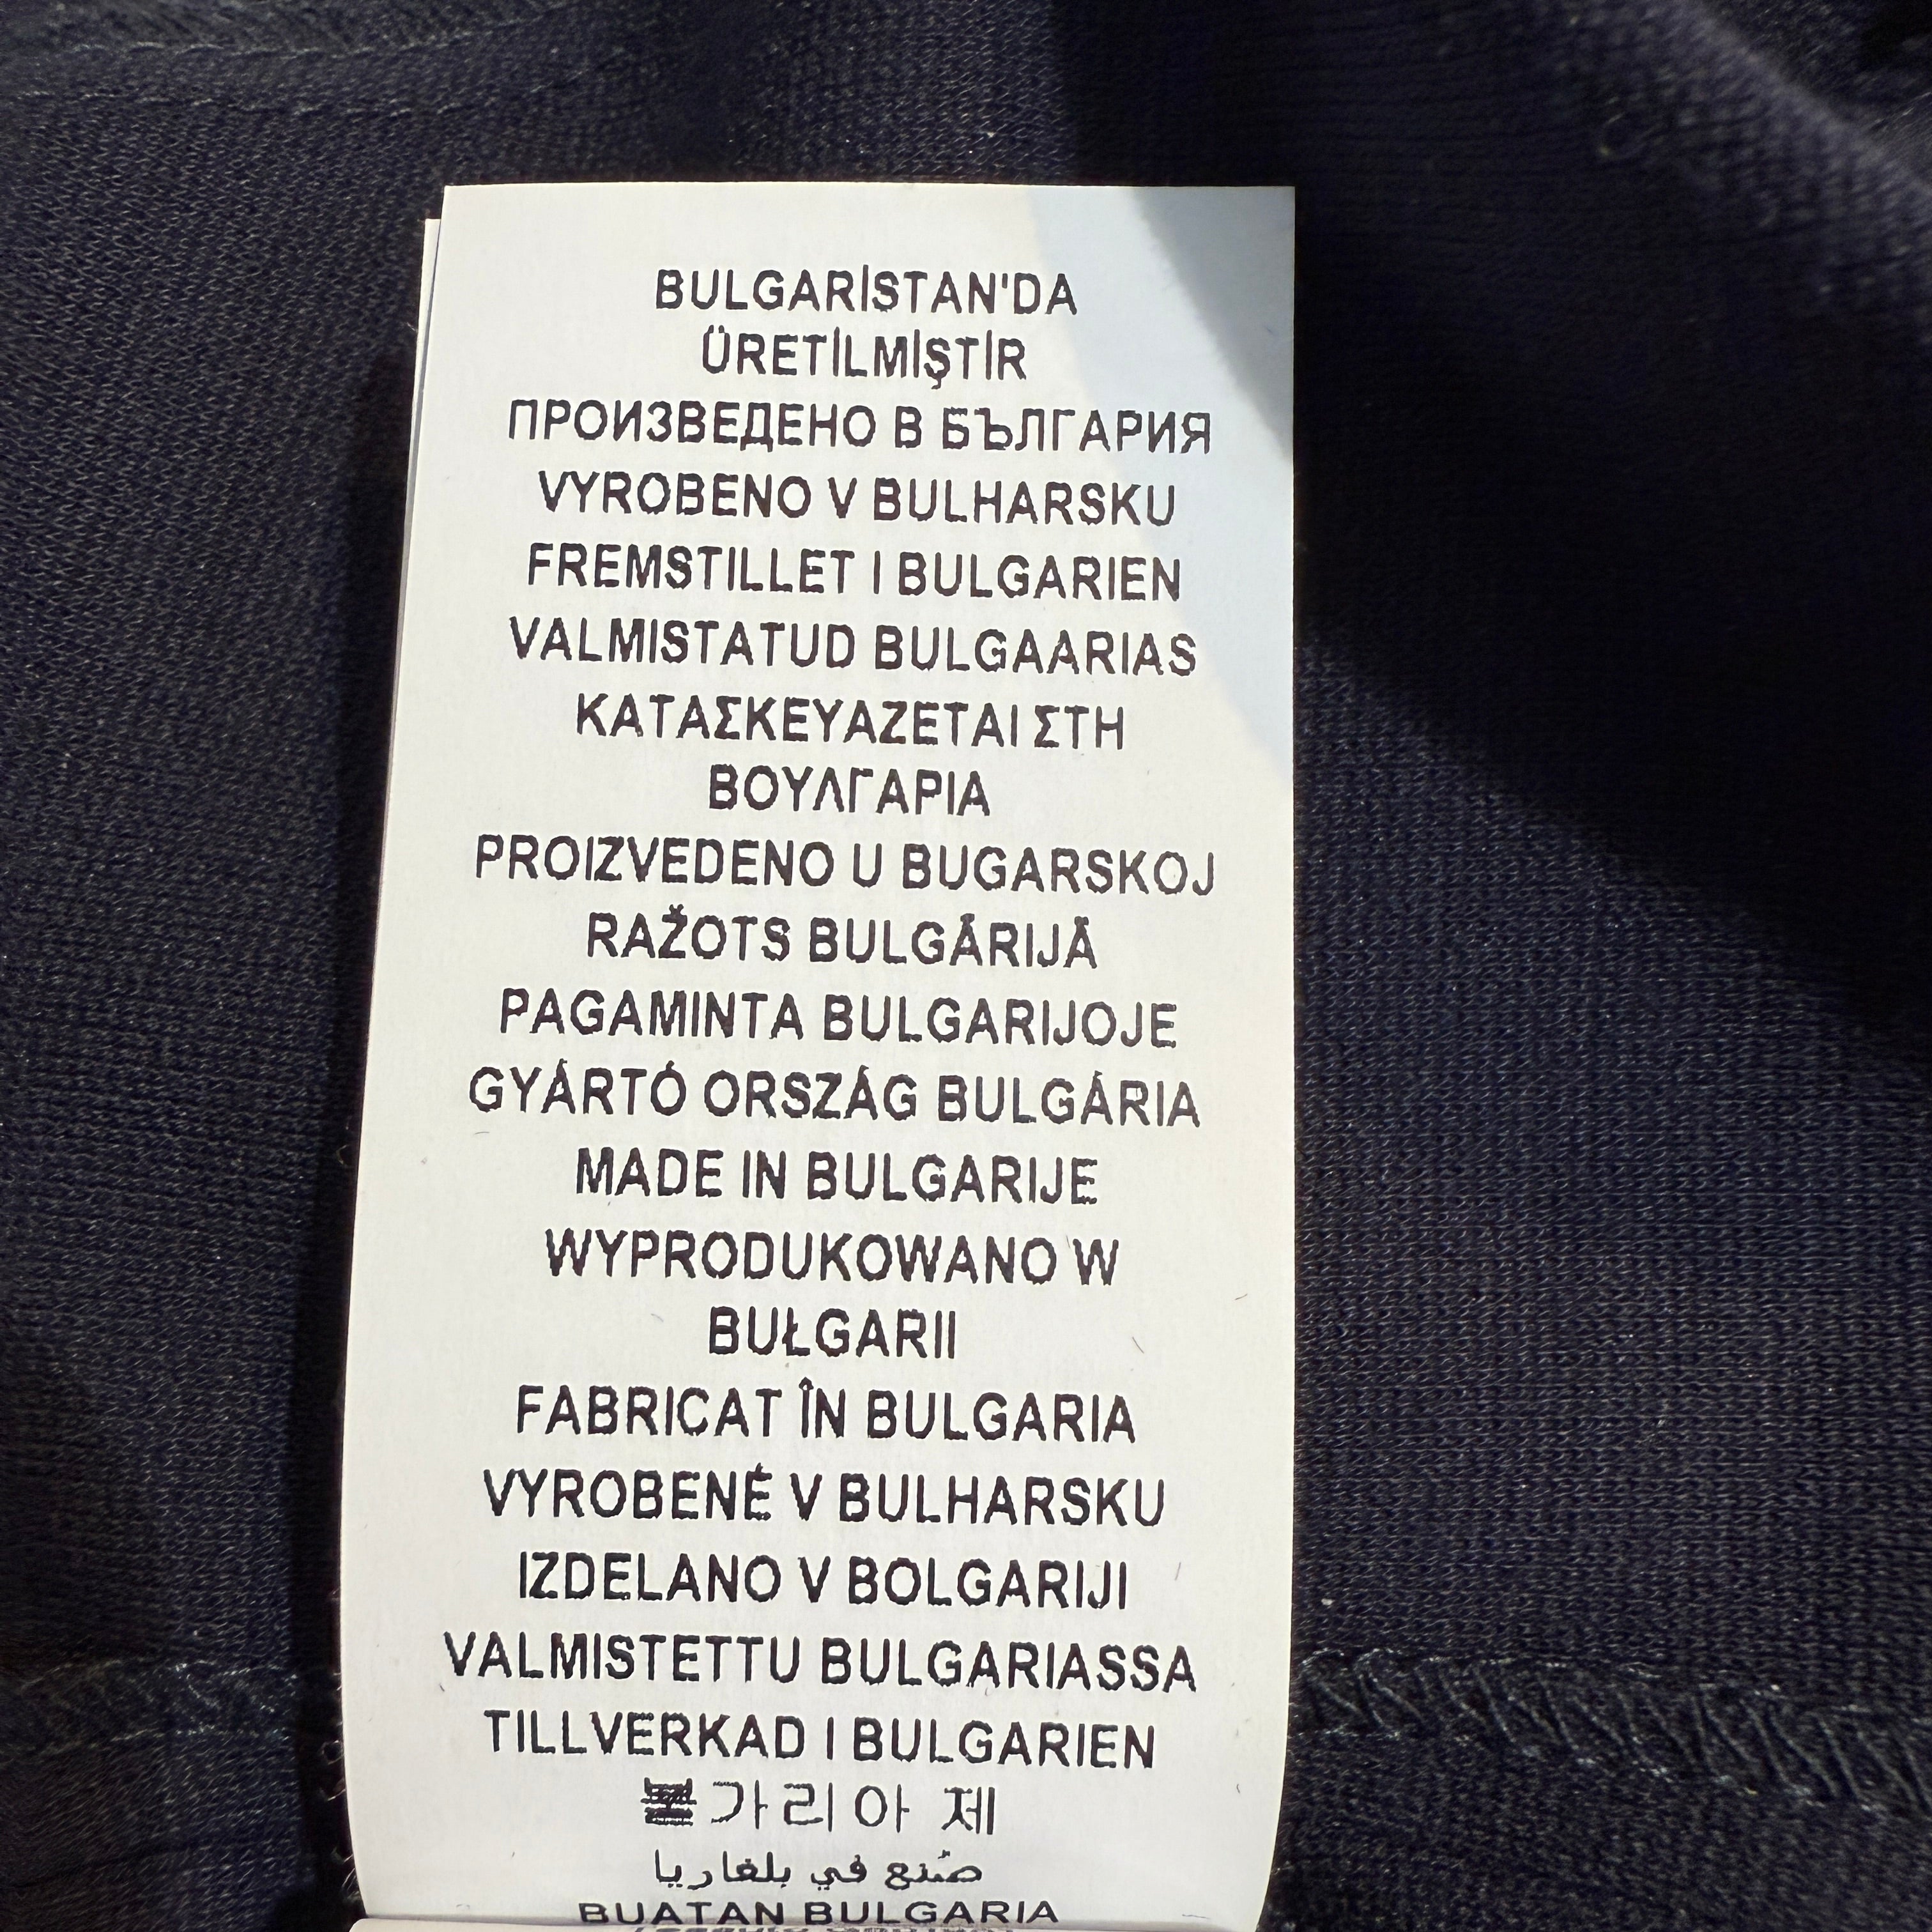 BULGARİSTAN'DA
ÜRETİLMİŞTİR
ПРОИЗВЕДЕНО В БЪЛГАРИЯ
VYROBENO V BULHARSKU
FREMSTILLET I BULGARIEN
VALMISTATUD BULGAARIAS
ΚΑΤΑΣΚΕΥΑΖΕΤΑΙ ΣΤΗ
ΒΟΥΛΓΑΡΙΑ
PROIZVEDENO U BUGARSKOJ
RAŽOTS BULGĀRIJĀ
PAGAMINTA BULGARIJOJE
GYÁRTÓ ORSZÁG BULGÁRIA
MADE IN BULGARIJE
WYPRODUKOWANO W
BUŁGARII
FABRICAT ÎN BULGARIA
VYROBENÉ V BULHARSKU
IZDELANO V BOLGARIJI
VALMISTETTU BULGARIASSA
TILLVERKAD I BULGARIEN
불가리아 제
صُنع في بلغاريا
BUATAN BULGARIA